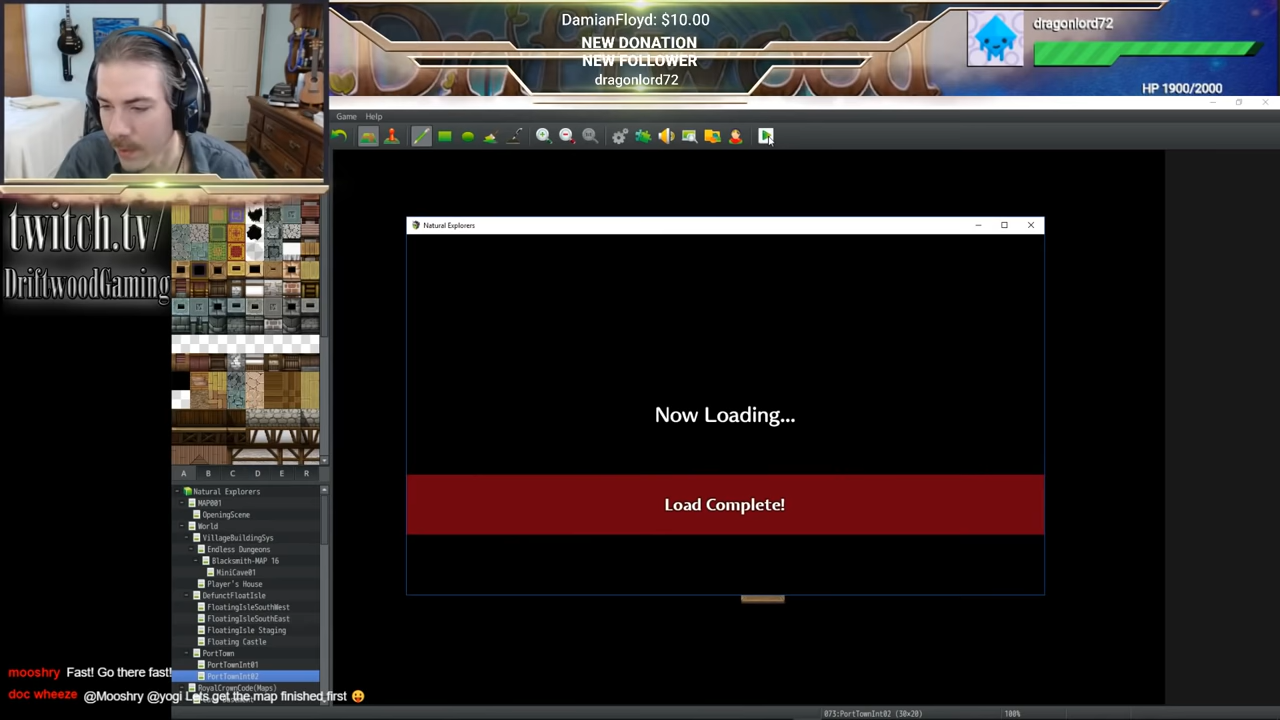 DamianFloyd: $10.00
NEW DONATION
NEW FOLLOWER
dragonlord72
dragonlord72
HP 1900/2000
Game Help
twitch.tv/
DriftwoodGaming
Natural Explorers
Now Loading...
Load Complete!
A B C D E R
Natural Explorers
MAP001
OpeningScene
World
VillageBuildingSys
Endless Dungeons
Blacksmith-MAP 16
MiniCave01
Player's House
DefunctFloatIsle
FloatingIsleSouthWest
FloatingIsleSouthEast
FloatingIsle Staging
Floating Castle
PortTown
PortTownInt01
PortTownInt02
RoyalCrownCode(Maps)
mooshry Fast! Go there fast!
doc wheeze @Mooshry @yogi Lets get the map finished first 😛
073:PortTownInt02 (30x20) 100%